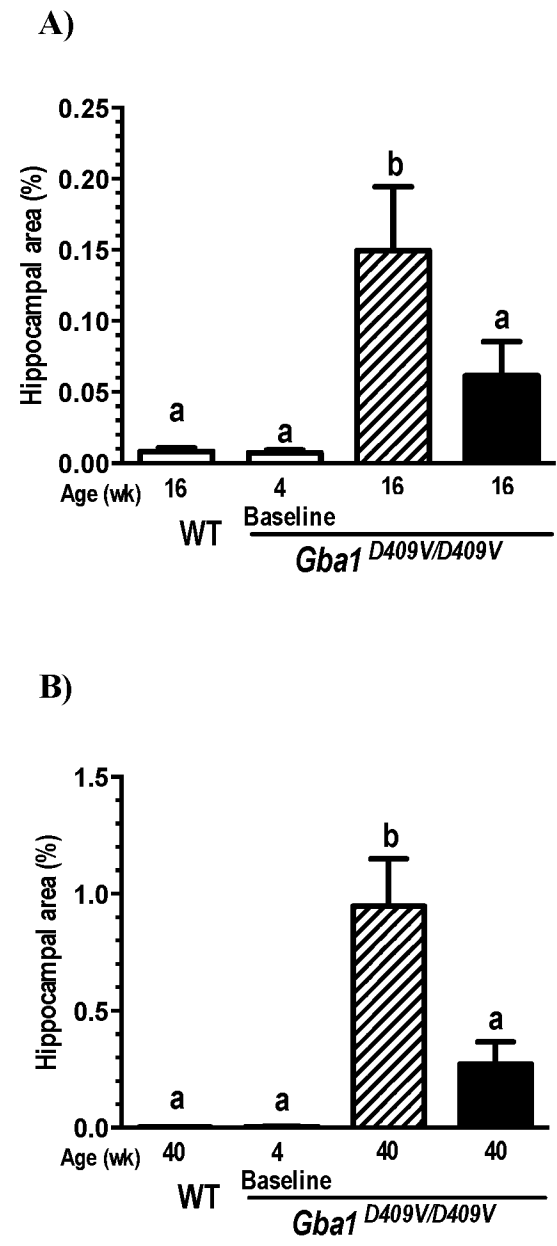 A)
Hippocampal area (%)
0.25
0.20
0.15
0.10
0.05
0.00
a
a
b
a
Age (wk) 16 4 16 16
WT Baseline
Gba1 D409V/D409V
B)
Hippocampal area (%)
1.5
1.0
0.5
0.0
a
a
b
a
Age (wk) 40 4 40 40
WT Baseline
Gba1 D409V/D409V